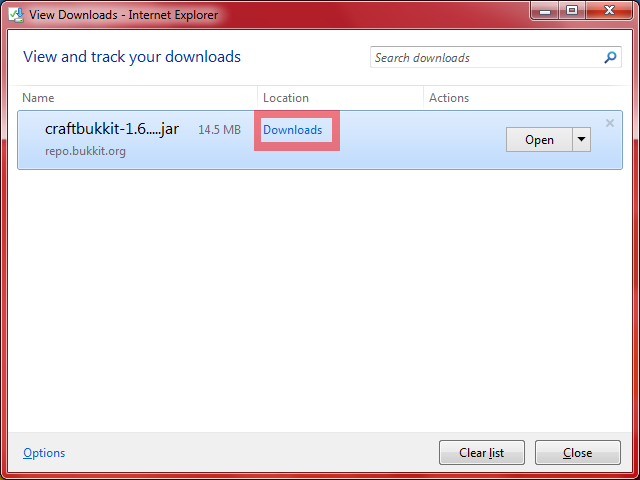 View Downloads - Internet Explorer
View and track your downloads
Search downloads
Name Location Actions
craftbukkit-1.6.....jar 14.5 MB Downloads Open
repo.bukkit.org
Options Clear list Close